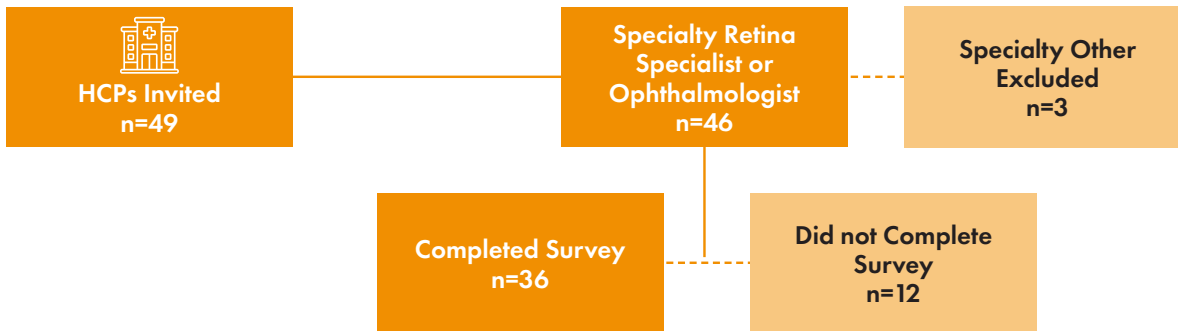 HCPs Invited
n=49
Specialty Retina
Specialist or
Ophthalmologist
n=46
Specialty Other
Excluded
n=3
Completed Survey
n=36
Did not Complete
Survey
n=12